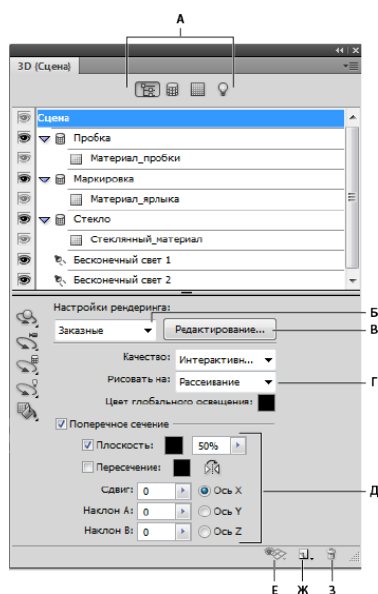 А
3D (Сцена)
Сцена
Пробка
Материал_пробки
Маркировка
Материал_ярлыка
Стекло
Стеклянный_материал
Бесконечный свет 1
Бесконечный свет 2
Настройки рендеринга:
Заказные Редактирование... Б
В
Качество: Интерактивн...
Рисовать на: Рассеивание Г
Цвет глобального освещения:
Поперечное сечение
Плоскость: 50%
Пересечение:
Сдвиг: 0 Ось X Д
Наклон А: 0 Ось Y
Наклон В: 0 Ось Z
Е Ж З